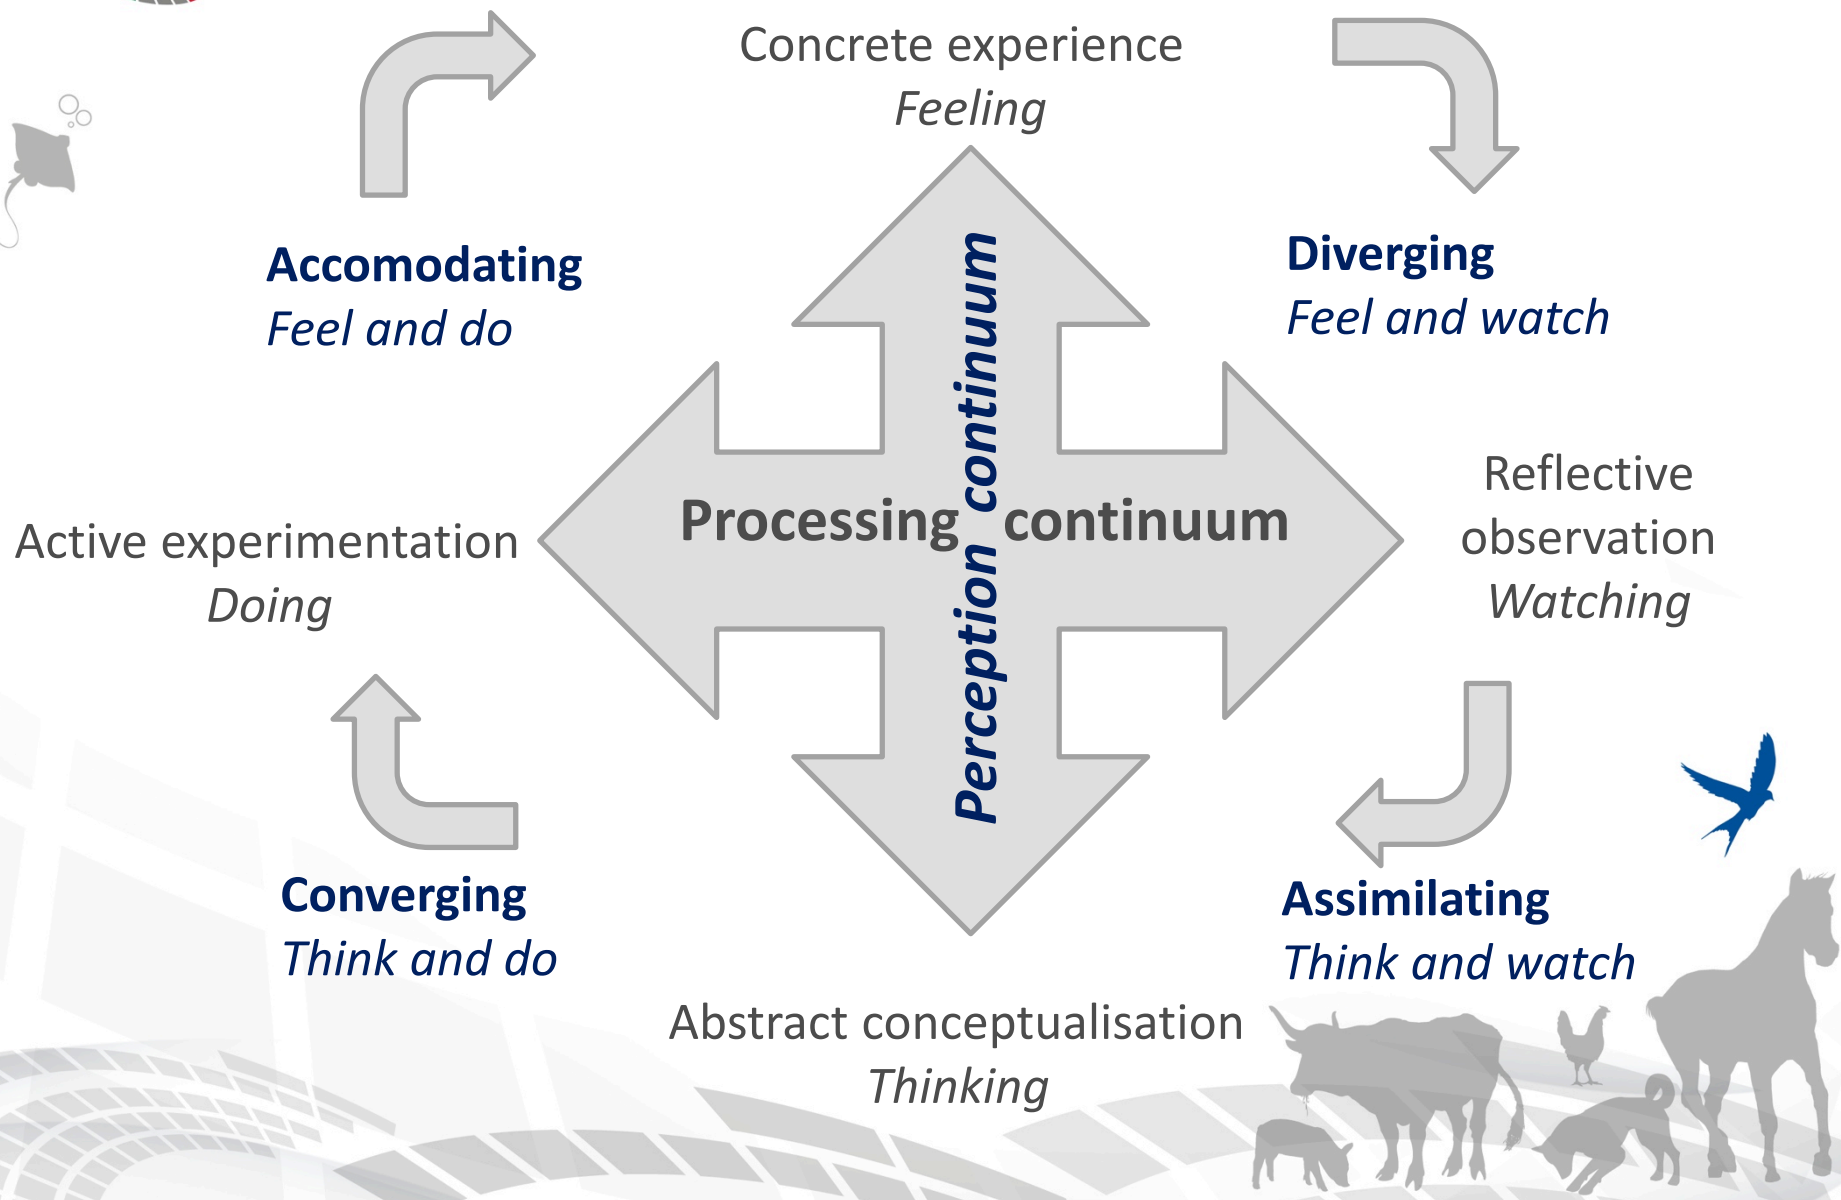 Concrete experience
Feeling
Accomodating
Feel and do
Diverging
Feel and watch
Perception continuum
Processing continuum
Active experimentation
Doing
Reflective
observation
Watching
Converging
Think and do
Assimilating
Think and watch
Abstract conceptualisation
Thinking